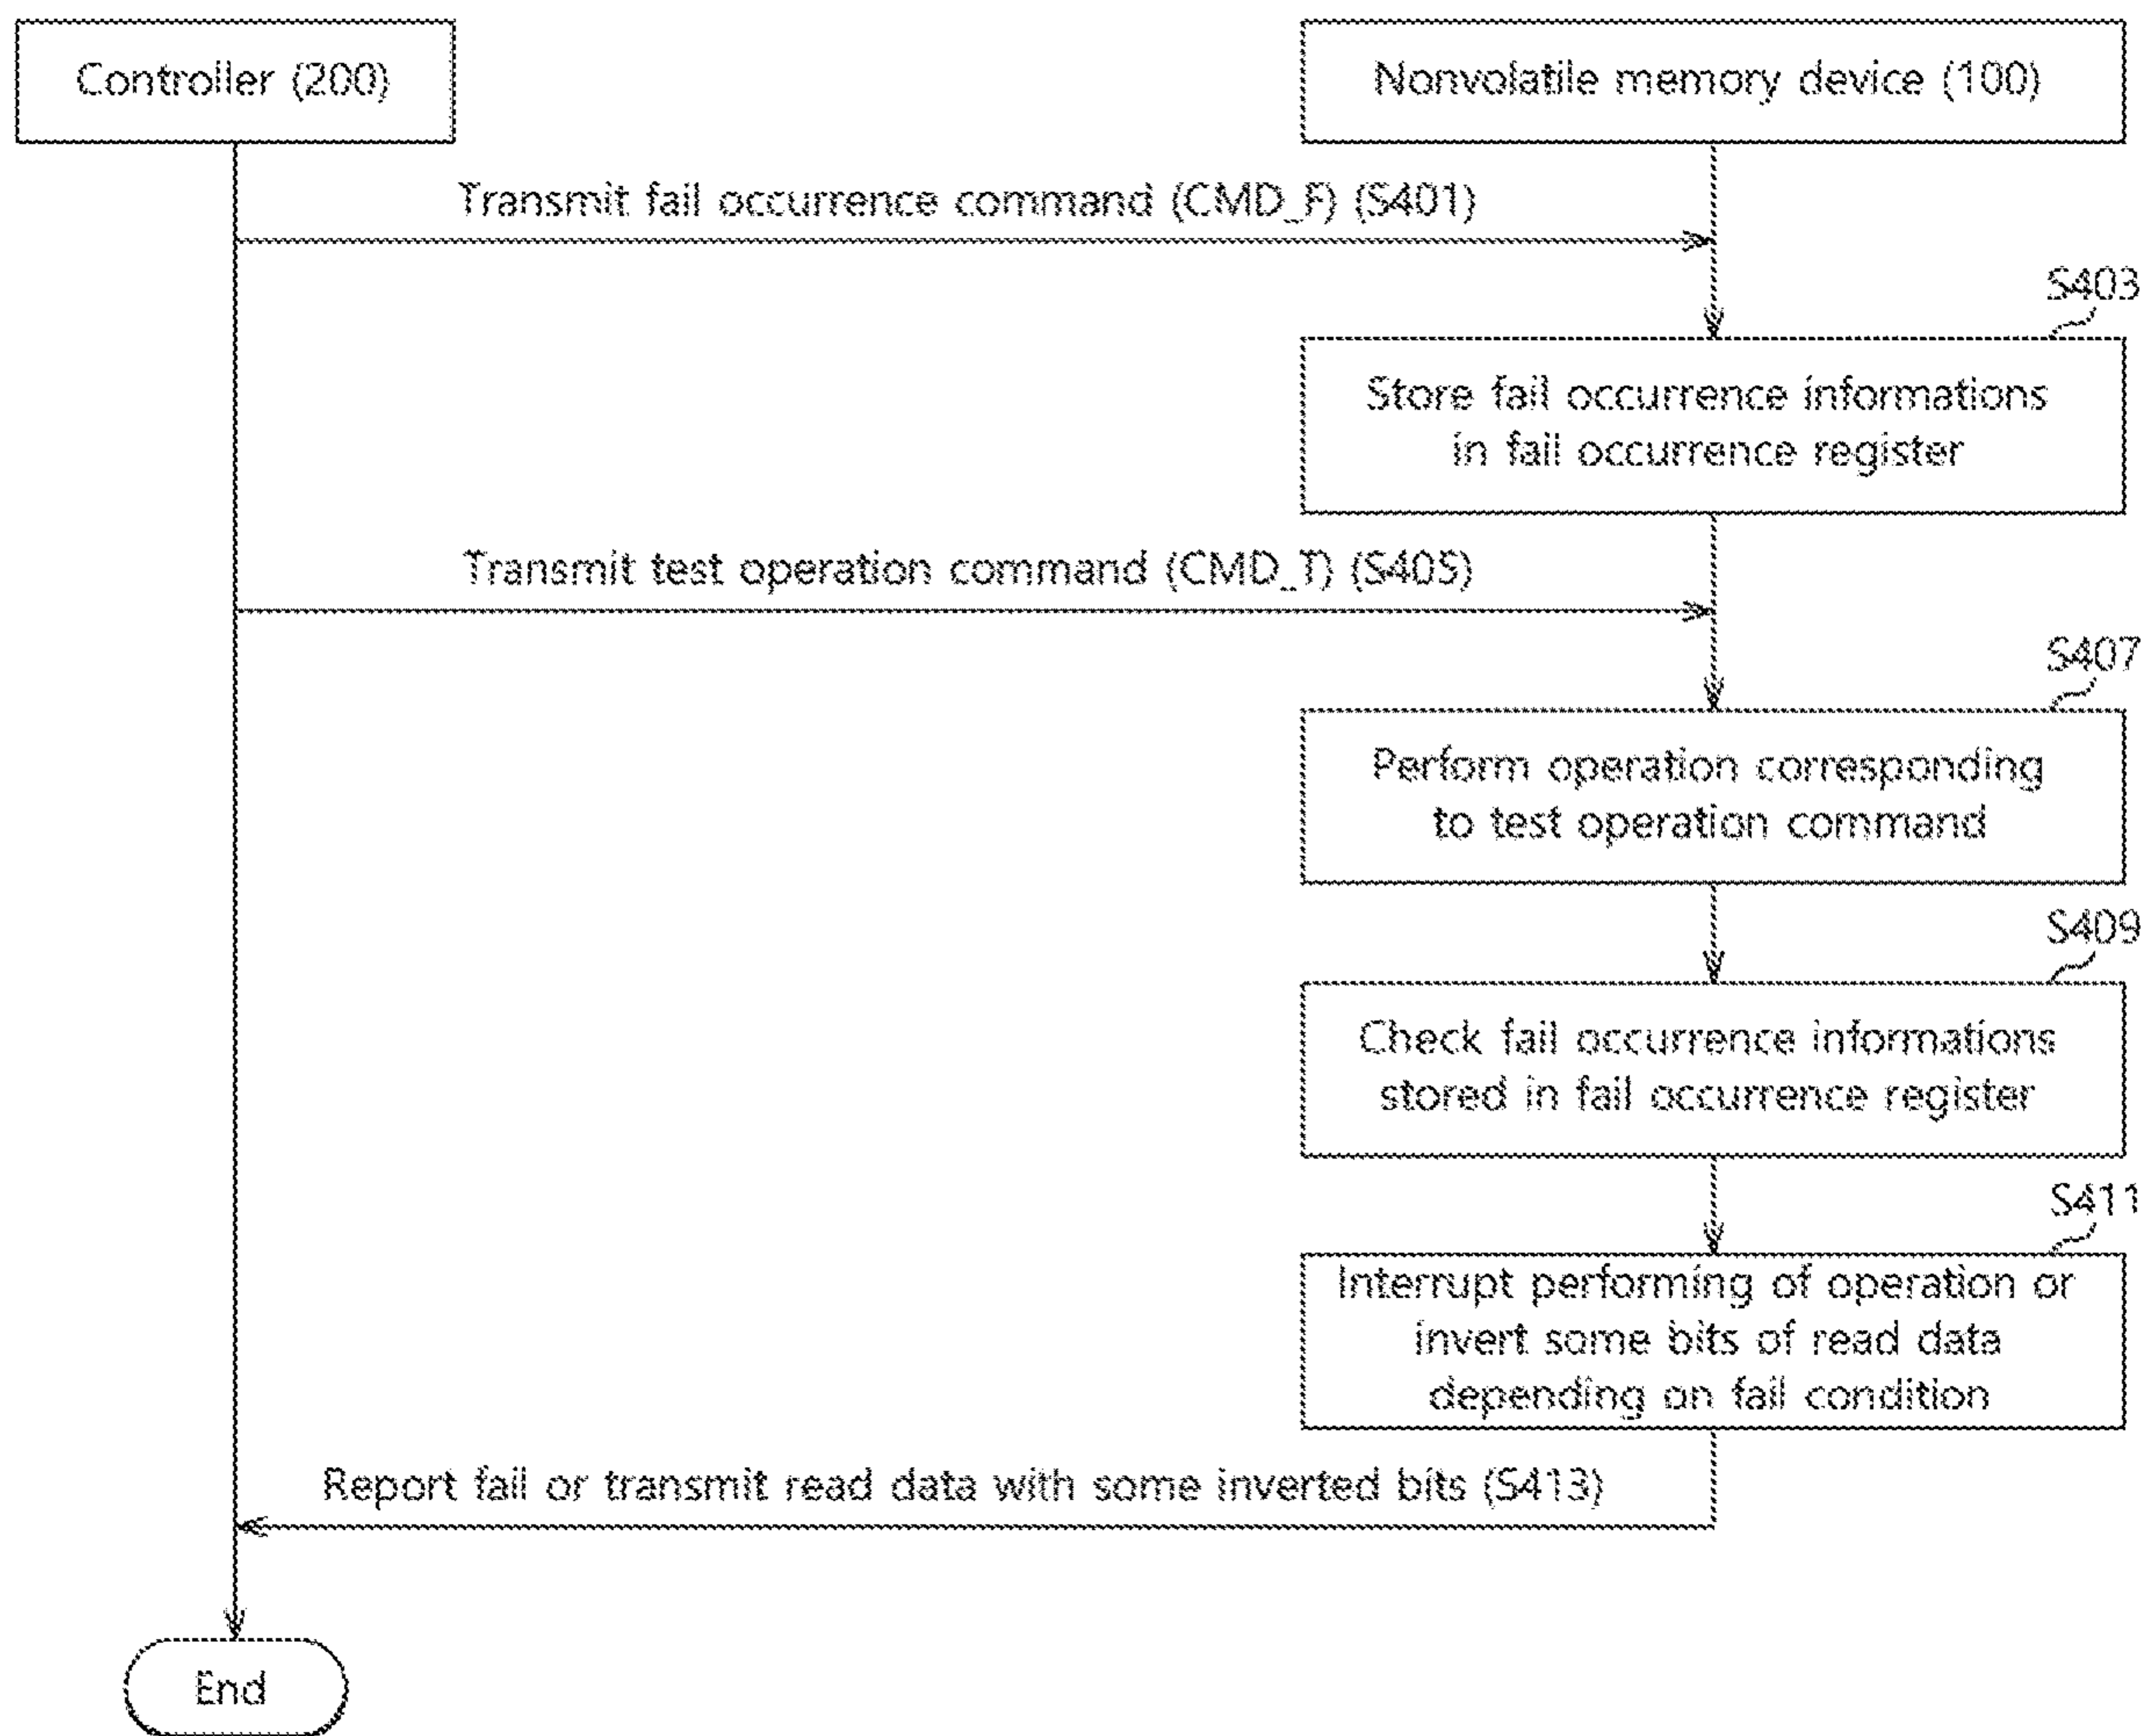 Controller (200)
Nonvolatile memory device (100)
Transmit fail occurrence command (CMD_F) (S401)
S403
Store fail occurrence informations
in fail occurrence register
Transmit test operation command (CMD_T) (S405)
S407
Perform operation corresponding
to test operation command
S409
Check fail occurrence informations
stored in fail occurrence register
S411
Interrupt performing of operation or
invert some bits of read data
depending on fail condition
Report fail or transmit read data with some inverted bits (S413)
End